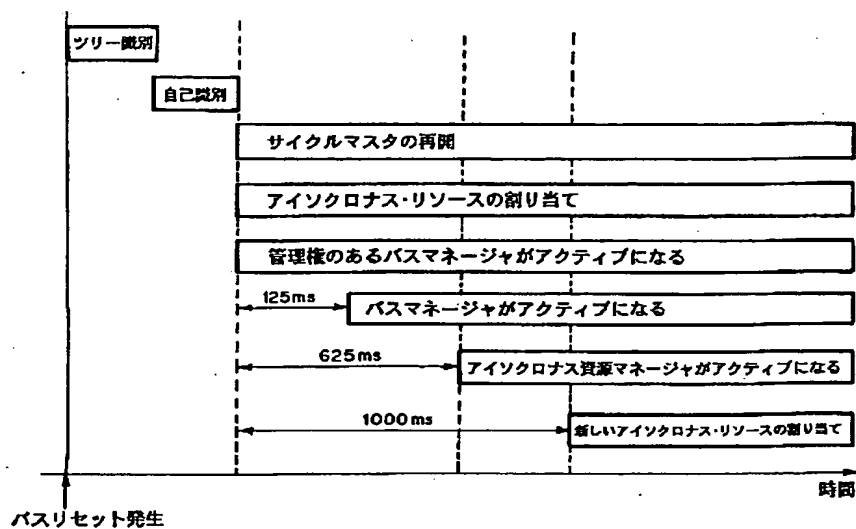 ツリー識別
自己識別
サイクルマスタの再開
アイソクロナス・リソースの割り当て
管理権のあるバスマネージャがアクティブになる
125ms
バスマネージャがアクティブになる
625ms
アイソクロナス資源マネージャがアクティブになる
1000ms
新しいアイソクロナス・リソースの割り当て
時間
バスリセット発生